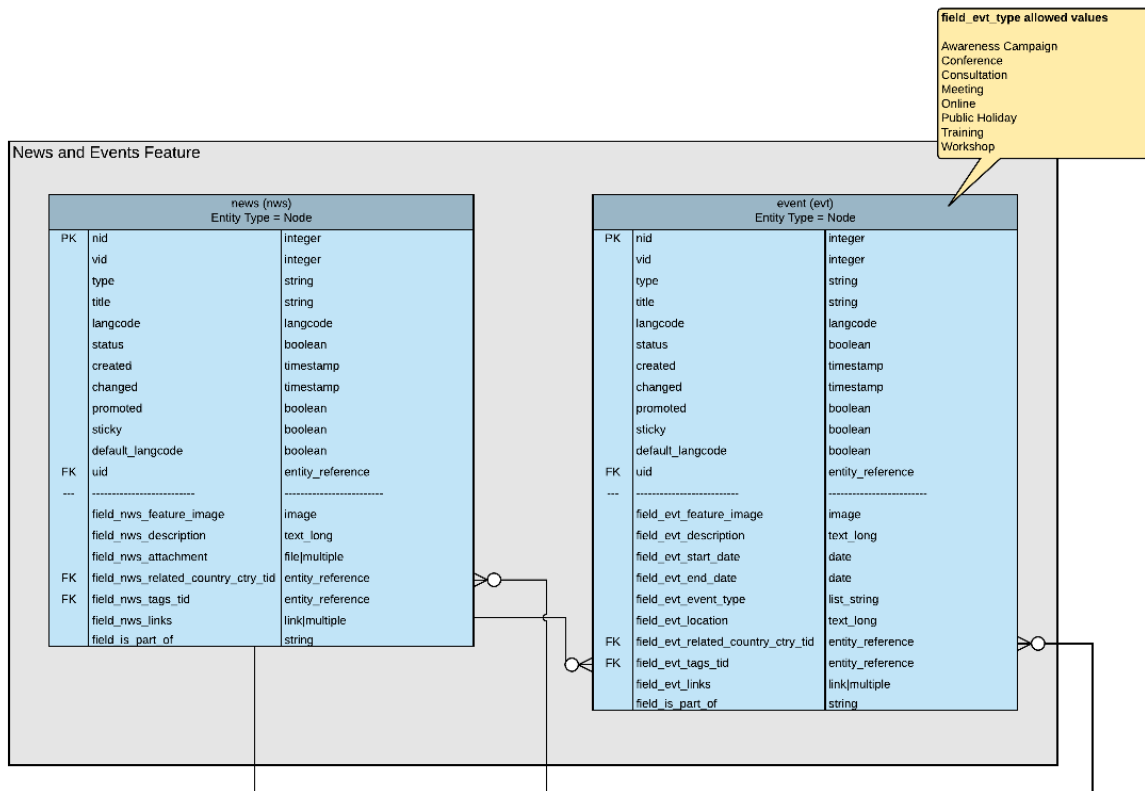 field_evt_type allowed values
Awareness Campaign
Conference
Consultation
Meeting
Online
Public Holiday
Training
Workshop
News and Events Feature
news (nws)
Entity Type = Node
PK nid integer
vid integer
type string
title string
langcode langcode
status boolean
created timestamp
changed timestamp
promoted boolean
sticky boolean
default_langcode boolean
FK uid entity_reference
--- -------------------------- -------------------------
field_nws_feature_image image
field_nws_description text_long
field_nws_attachment file|multiple
FK field_nws_related_country_ctry_tid entity_reference
FK field_nws_tags_tid entity_reference
field_nws_links link|multiple
field_is_part_of string
event (evt)
Entity Type = Node
PK nid integer
vid integer
type string
title string
langcode langcode
status boolean
created timestamp
changed timestamp
promoted boolean
sticky boolean
default_langcode boolean
FK uid entity_reference
--- -------------------------- -------------------------
field_evt_feature_image image
field_evt_description text_long
field_evt_start_date date
field_evt_end_date date
field_evt_event_type list_string
field_evt_location text_long
FK field_evt_related_country_ctry_tid entity_reference
FK field_evt_tags_tid entity_reference
field_evt_links link|multiple
field_is_part_of string